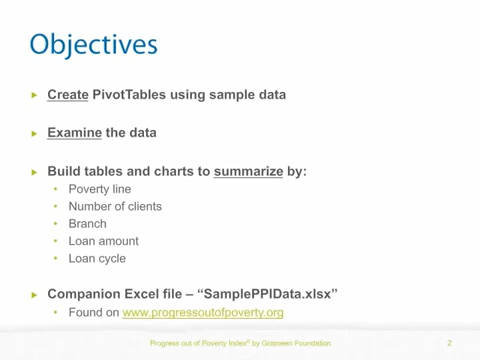 Objectives
Create PivotTables using sample data
Examine the data
Build tables and charts to summarize by:
Poverty line
Number of clients
Branch
Loan amount
Loan cycle
Companion Excel file – “SamplePPIData.xlsx”
Found on www.progressoutofpoverty.org
Progress out of Poverty Index® by Grameen Foundation
2